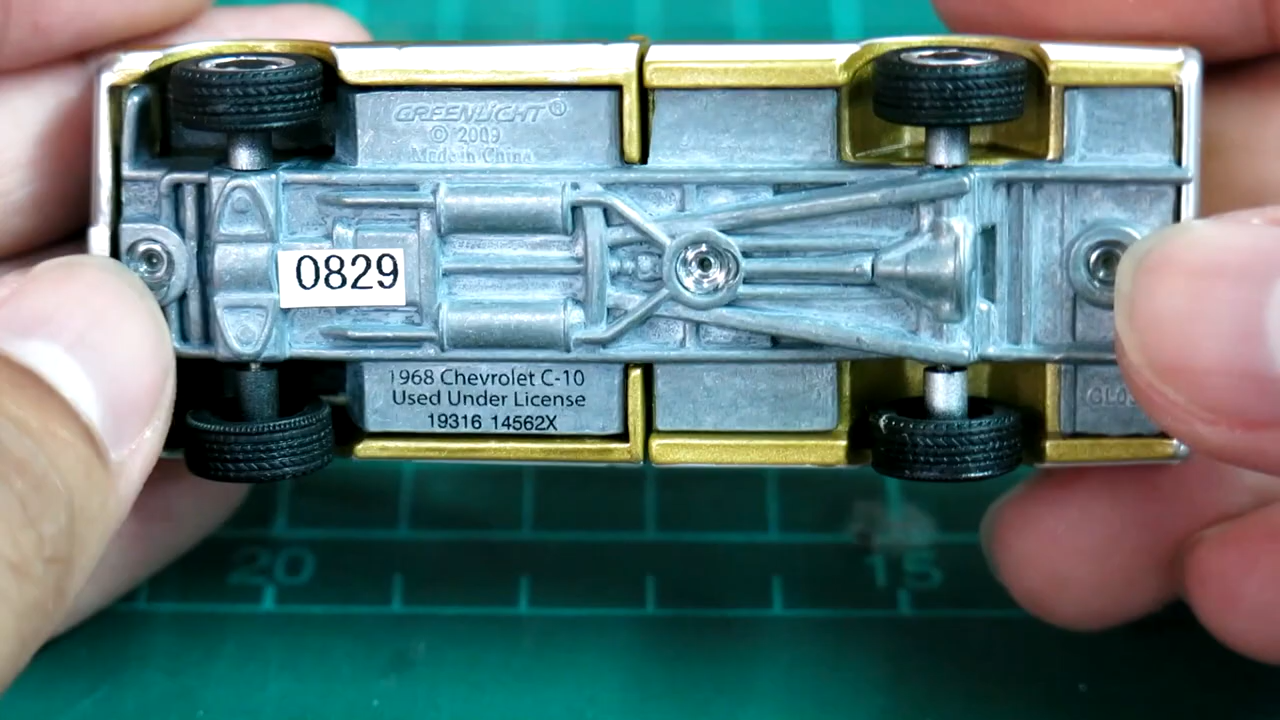 GREENLIGHT®
© 2009
Made in China
0829
1968 Chevrolet C-10
Used Under License
19316 14562X
20
15